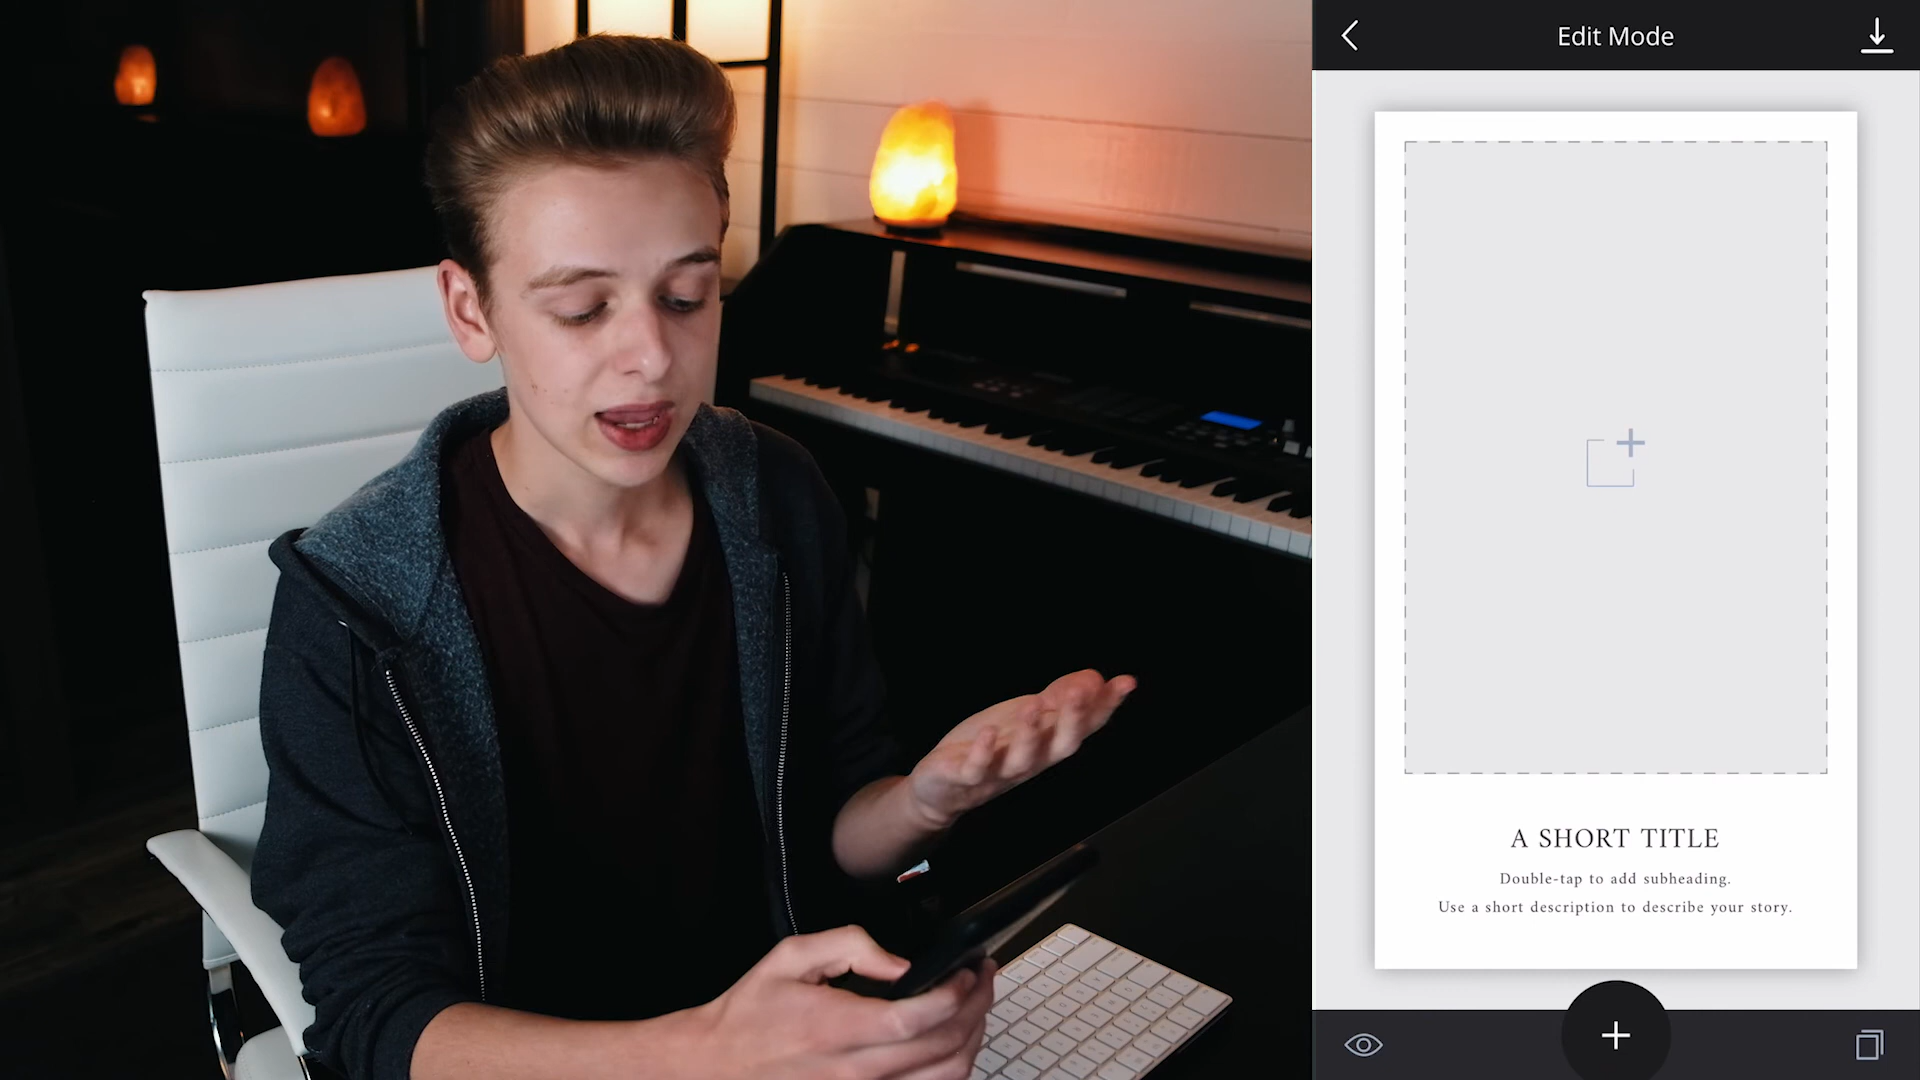 Edit Mode
A SHORT TITLE
Double-tap to add subheading.
Use a short description to describe your story.